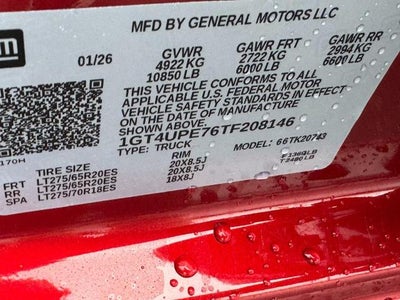 MFD BY GENERAL MOTORS LLC
gm
01/26
GVWR GAWR FRT GAWR RR
4922 KG 2722 KG 2994 KG
10850 LB 6000 LB 6600 LB
THIS VEHICLE CONFORMS TO ALL
APPLICABLE U.S. FEDERAL MOTOR
VEHICLE SAFETY STANDARDS IN EFFECT
ON THE DATE OF MANUFACTURE
SHOWN ABOVE.
1GT4UPE76TF208146
TYPE: TRUCK MODEL: 66TK20743
170H
TIRE SIZE RIM
FRT LT275/65R20ES 20X8.5J
RR LT275/65R20ES 20X8.5J
SPA LT275/70R18ES 18X8J